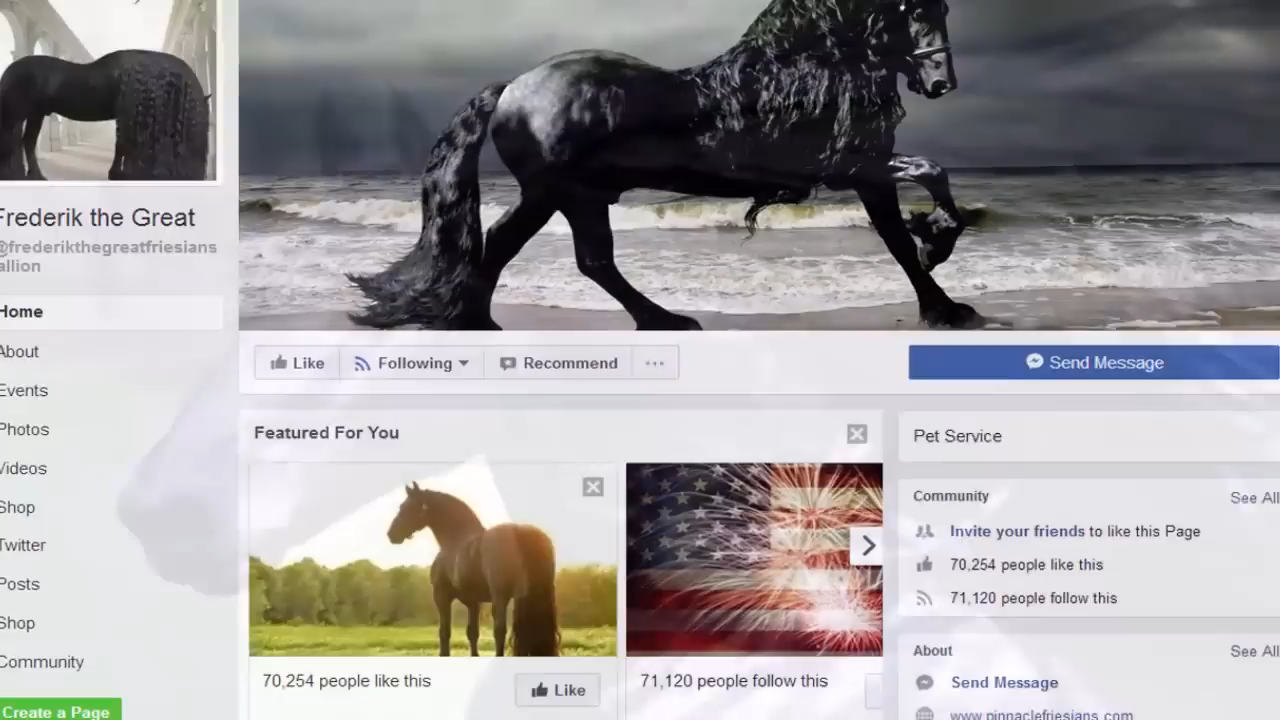 Frederik the Great
@frederikthegreatfriesians
allion
Home
About
Events
Photos
Videos
Shop
Twitter
Posts
Shop
Community
Create a Page
Like
Following
Recommend
Send Message
Featured For You
70,254 people like this
Like
71,120 people follow this
Pet Service
Community
See All
Invite your friends to like this Page
70,254 people like this
71,120 people follow this
About
See All
Send Message
www.pinnaclefriesians.com